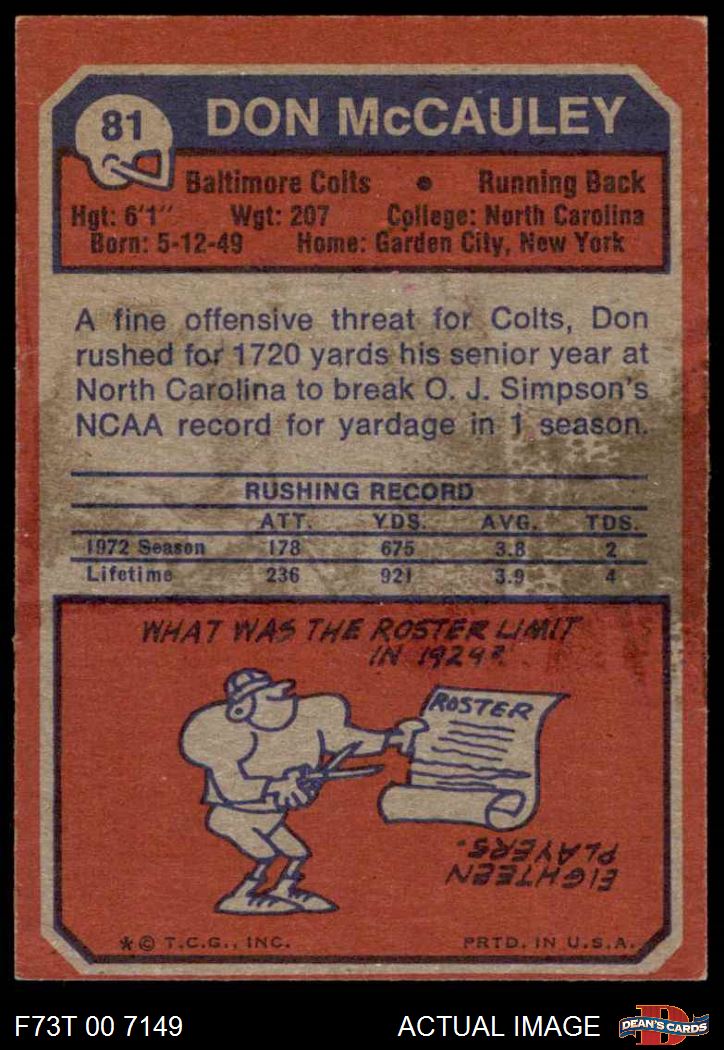 81
DON McCAULEY
Baltimore Colts • Running Back
Hgt: 6'1" Wgt: 207 College: North Carolina
Born: 5-12-49 Home: Garden City, New York
A fine offensive threat for Colts, Don
rushed for 1720 yards his senior year at
North Carolina to break O. J. Simpson's
NCAA record for yardage in 1 season.
RUSHING RECORD
ATT. YDS. AVG. TDS.
1972 Season 178 675 3.8 2
Lifetime 236 921 3.9 4
WHAT WAS THE ROSTER LIMIT
IN 1929?
ROSTER
EIGHTEEN
PLAYERS.
* © T.C.G., INC. PRTD. IN U.S.A.
F73T 00 7149 ACTUAL IMAGE D DEAN'S CARDS